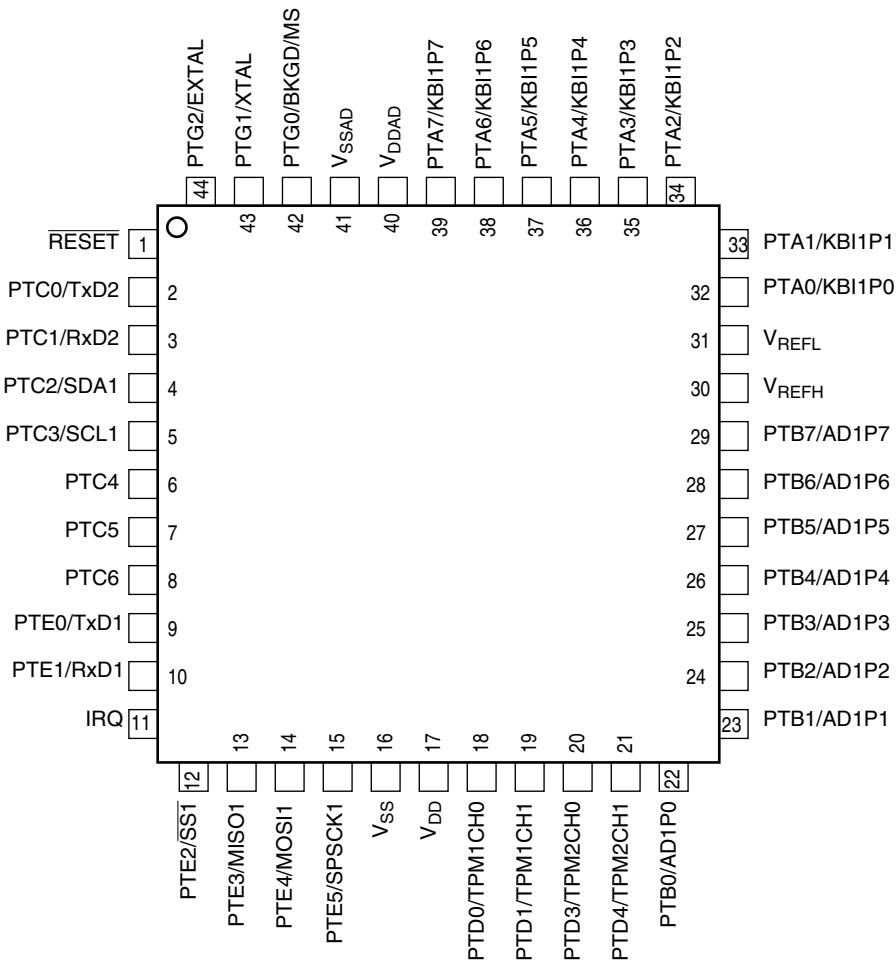 PTG2/EXTAL
PTG1/XTAL
PTG0/BKGD/MS
VSSAD
VDDAD
PTA7/KBI1P7
PTA6/KBI1P6
PTA5/KBI1P5
PTA4/KBI1P4
PTA3/KBI1P3
PTA2/KBI1P2
44
43
42
41
40
39
38
37
36
35
34
RESET 1
PTC0/TxD2 2
PTC1/RxD2 3
PTC2/SDA1 4
PTC3/SCL1 5
PTC4 6
PTC5 7
PTC6 8
PTE0/TxD1 9
PTE1/RxD1 10
IRQ 11
33 PTA1/KBI1P1
32 PTA0/KBI1P0
31 VREFL
30 VREFH
29 PTB7/AD1P7
28 PTB6/AD1P6
27 PTB5/AD1P5
26 PTB4/AD1P4
25 PTB3/AD1P3
24 PTB2/AD1P2
23 PTB1/AD1P1
12
13
14
15
16
17
18
19
20
21
22
PTE2/SS1
PTE3/MISO1
PTE4/MOSI1
PTE5/SPSCK1
VSS
VDD
PTD0/TPM1CH0
PTD1/TPM1CH1
PTD3/TPM2CH0
PTD4/TPM2CH1
PTB0/AD1P0